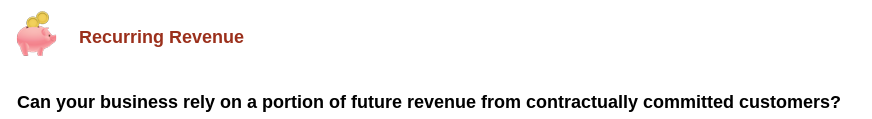 Recurring Revenue
Can your business rely on a portion of future revenue from contractually committed customers?